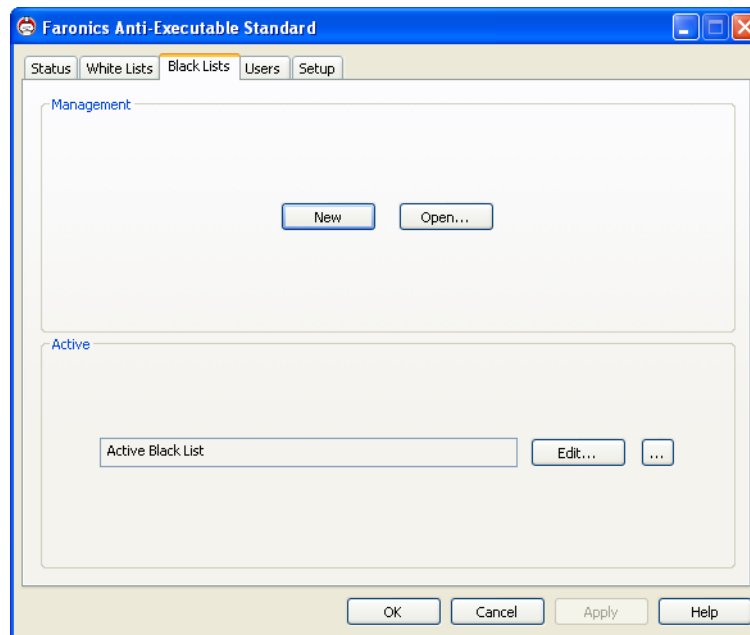 Faronics Anti-Executable Standard
Status White Lists Black Lists Users Setup
Management
New Open...
Active
Active Black List Edit... ...
OK Cancel Apply Help